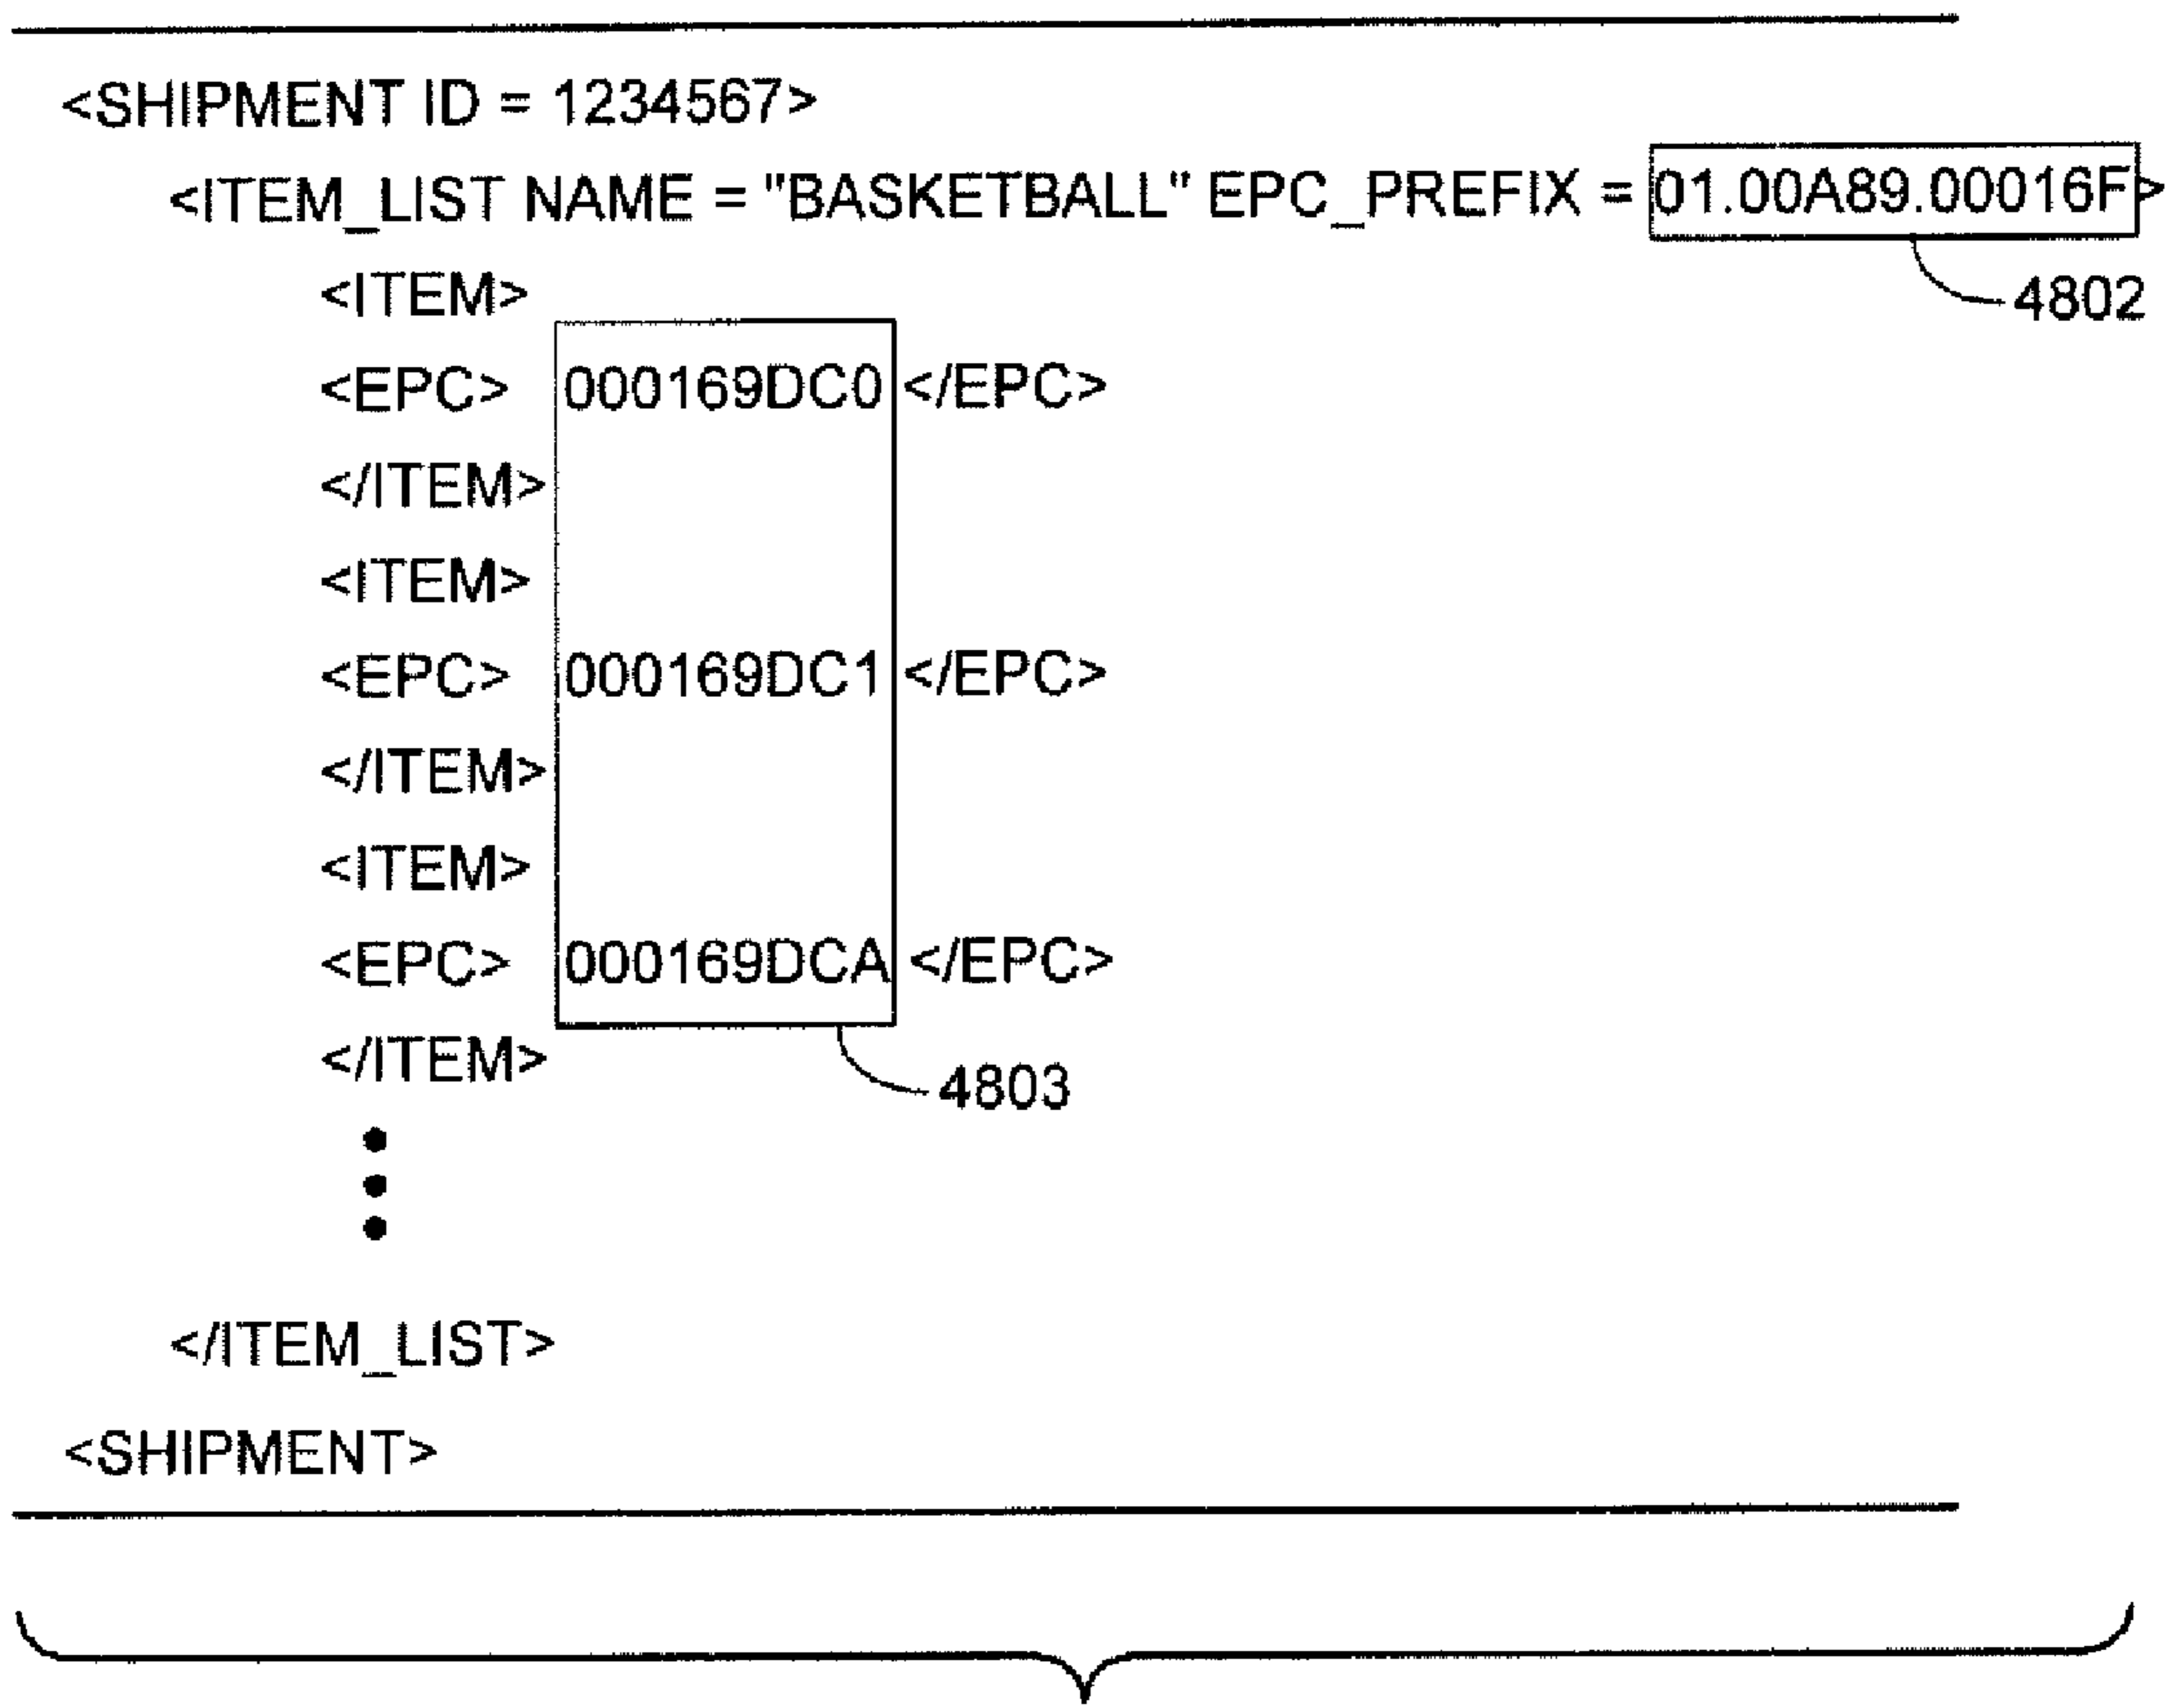 <SHIPMENT ID = 1234567>
<ITEM_LIST NAME = "BASKETBALL" EPC_PREFIX = 01.00A89.00016F>
4802
<ITEM>
<EPC> 000169DC0 </EPC>
</ITEM>
<ITEM>
<EPC> 000169DC1 </EPC>
</ITEM>
<ITEM>
<EPC> 000169DCA </EPC>
</ITEM>
4803
</ITEM_LIST>
<SHIPMENT>